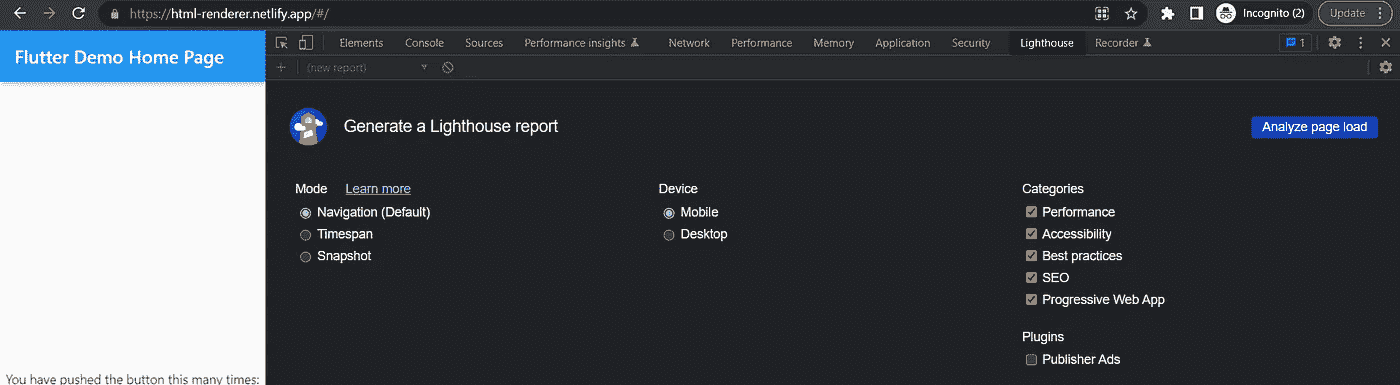 https://html-renderer.netlify.app/#/
Incognito (2)
Update
Flutter Demo Home Page
Elements Console Sources Performance insights Network Performance Memory Application Security Lighthouse Recorder 1
(new report)
Generate a Lighthouse report
Analyze page load
Mode Learn more
Navigation (Default)
Timespan
Snapshot
Device
Mobile
Desktop
Categories
Performance
Accessibility
Best practices
SEO
Progressive Web App
Plugins
Publisher Ads
You have pushed the button this many times: